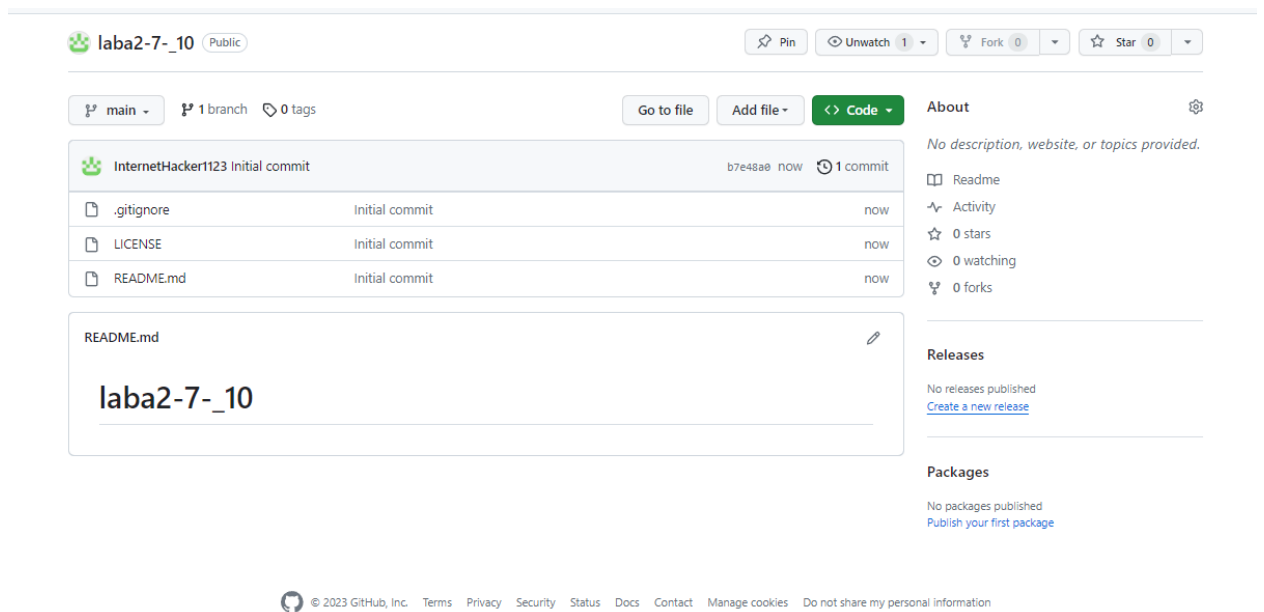 laba2-7-_10 Public
Pin Unwatch 1 Fork 0 Star 0
main 1 branch 0 tags Go to file Add file <> Code
InternetHacker1123 Initial commit b7e48a0 now 1 commit
.gitignore Initial commit now
LICENSE Initial commit now
README.md Initial commit now
README.md
laba2-7-_10
About
No description, website, or topics provided.
Readme
Activity
0 stars
0 watching
0 forks
Releases
No releases published
Create a new release
Packages
No packages published
Publish your first package
© 2023 GitHub, Inc. Terms Privacy Security Status Docs Contact Manage cookies Do not share my personal information